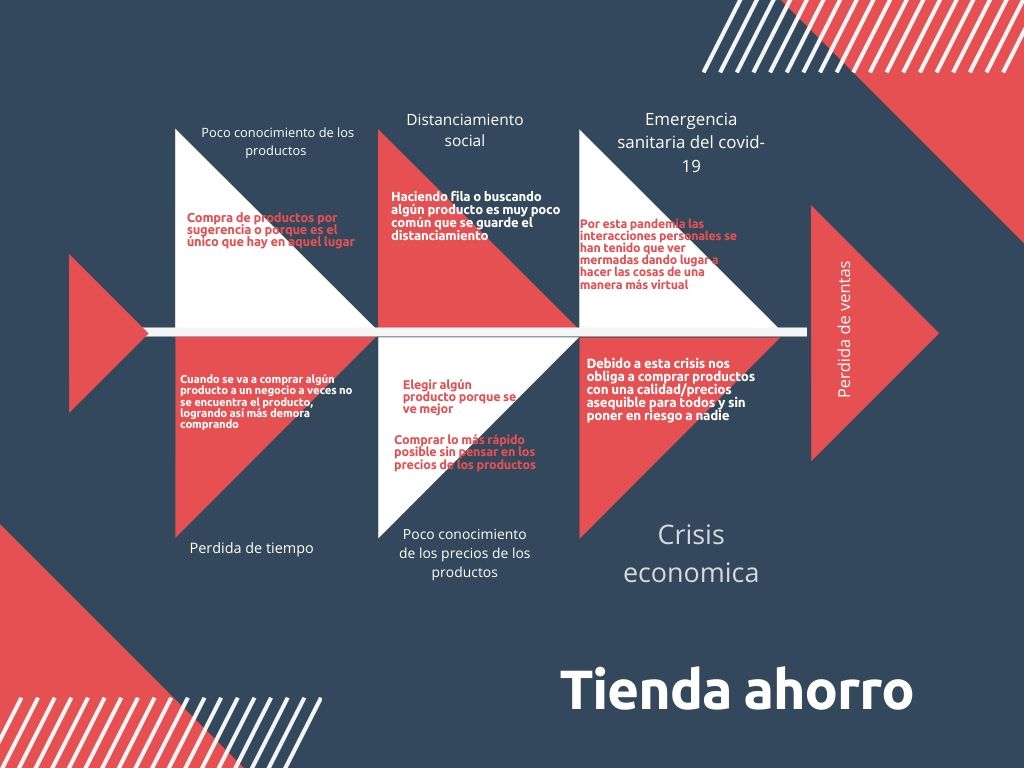 Poco conocimiento de los
productos
Distanciamiento
social
Emergencia
sanitaria del covid-
19
Compra de productos por
sugerencia o porque es el
único que hay en aquel lugar
Haciendo fila o buscando
algún producto es muy poco
común que se guarde el
distanciamiento
Por esta pandemia las
interacciones personales se
han tenido que ver
mermadas dando lugar a
hacer las cosas de una
manera más virtual
Perdida de ventas
Cuando se va a comprar algún
producto a un negocio a veces no
se encuentra el producto,
logrando así más demora
comprando
Elegir algún
producto porque se
ve mejor
Comprar lo más rápido
posible sin pensar en los
precios de los productos
Debido a esta crisis nos
obliga a comprar productos
con una calidad/precios
asequible para todos y sin
poner en riesgo a nadie
Perdida de tiempo
Poco conocimiento
de los precios de los
productos
Crisis
economica
Tienda ahorro